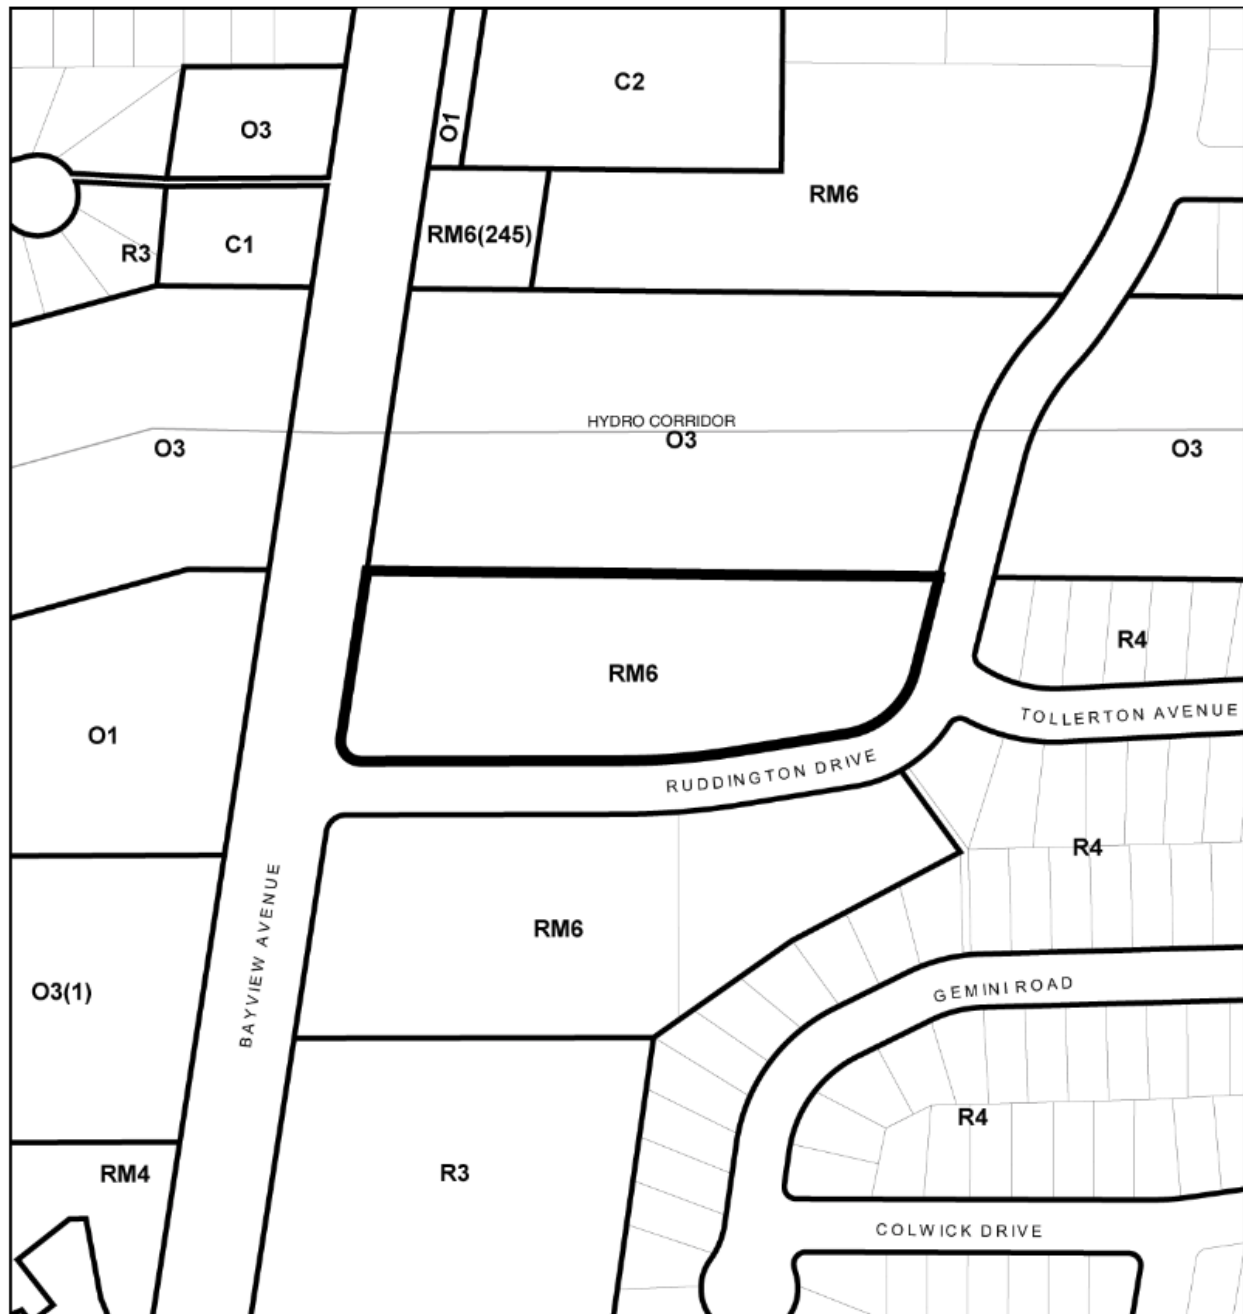 C2
O3
O1
RM6
RM6(245)
R3
C1
HYDRO CORRIDOR
O3
O3
O3
R4
RM6
TOLLERTON AVENUE
O1
RUDDINGTON DRIVE
R4
BAYVIEW AVENUE
RM6
O3(1)
GEMINI ROAD
R4
RM4
R3
COLWICK DRIVE